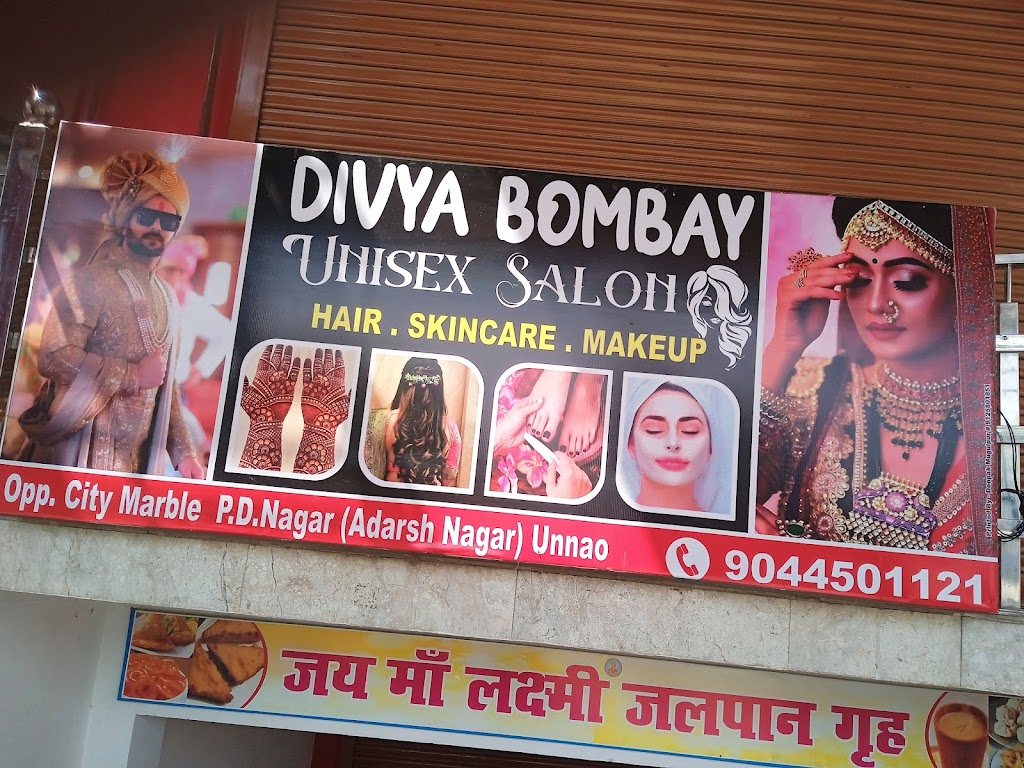 DIVYA BOMBAY
UNISEX SALON
HAIR . SKINCARE . MAKEUP
Opp. City Marble P.D.Nagar (Adarsh Nagar) Unnao
9044501121
जय माँ लक्ष्मी जलपान गृह